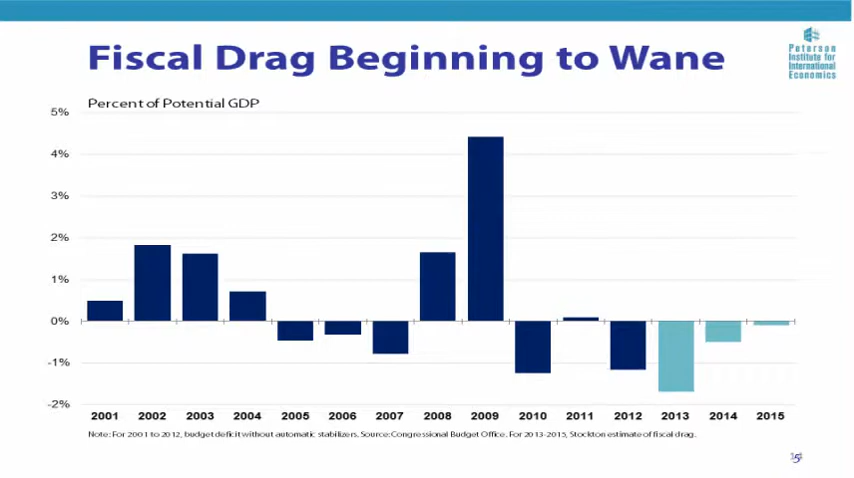 Fiscal Drag Beginning to Wane
Peterson
Institute for
International
Economics
Percent of Potential GDP
5%
4%
3%
2%
1%
0%
-1%
-2%
2001 2002 2003 2004 2005 2006 2007 2008 2009 2010 2011 2012 2013 2014 2015
Note: For 2001 to 2012, budget deficit without automatic stabilizers. Source: Congressional Budget Office. For 2013-2015, Stockton estimate of fiscal drag.